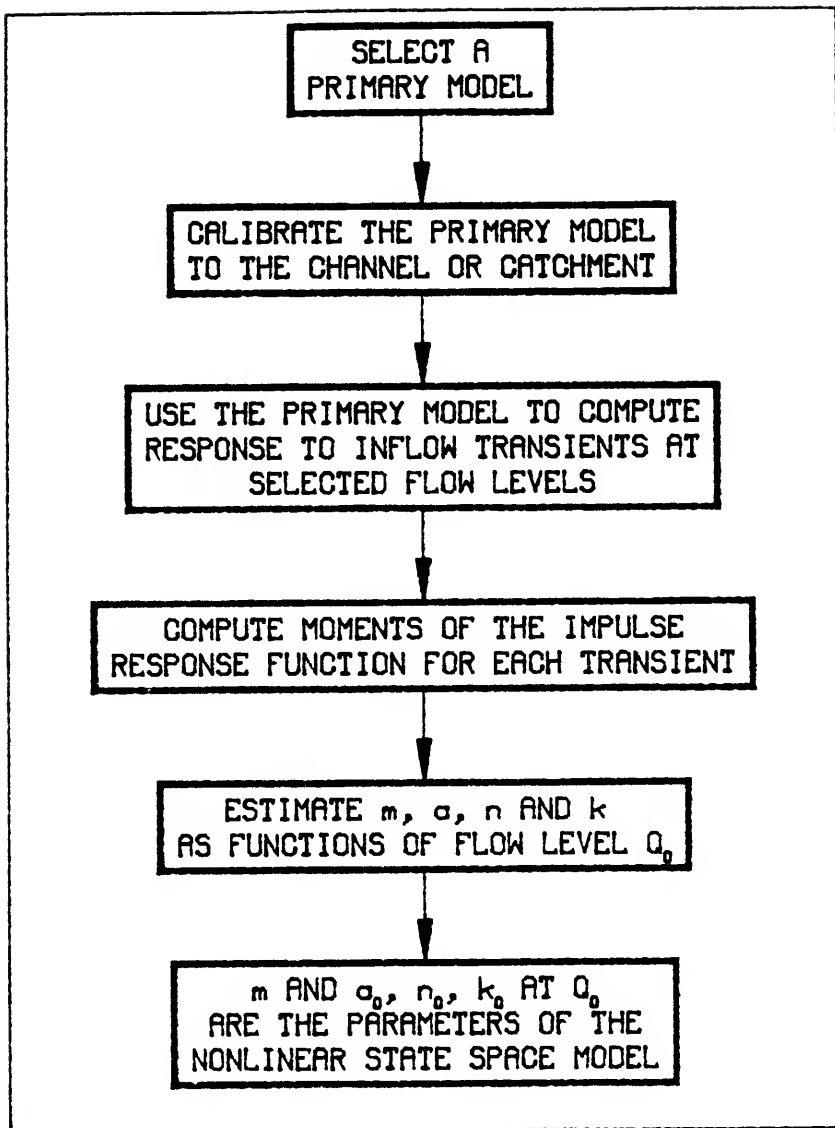 SELECT A
PRIMARY MODEL
CALIBRATE THE PRIMARY MODEL
TO THE CHANNEL OR CATCHMENT
USE THE PRIMARY MODEL TO COMPUTE
RESPONSE TO INFLOW TRANSIENTS AT
SELECTED FLOW LEVELS
COMPUTE MOMENTS OF THE IMPULSE
RESPONSE FUNCTION FOR EACH TRANSIENT
ESTIMATE m, a, n AND k
AS FUNCTIONS OF FLOW LEVEL Q₀
m AND a₀, n₀, k₀ AT Q₀
ARE THE PARAMETERS OF THE
NONLINEAR STATE SPACE MODEL